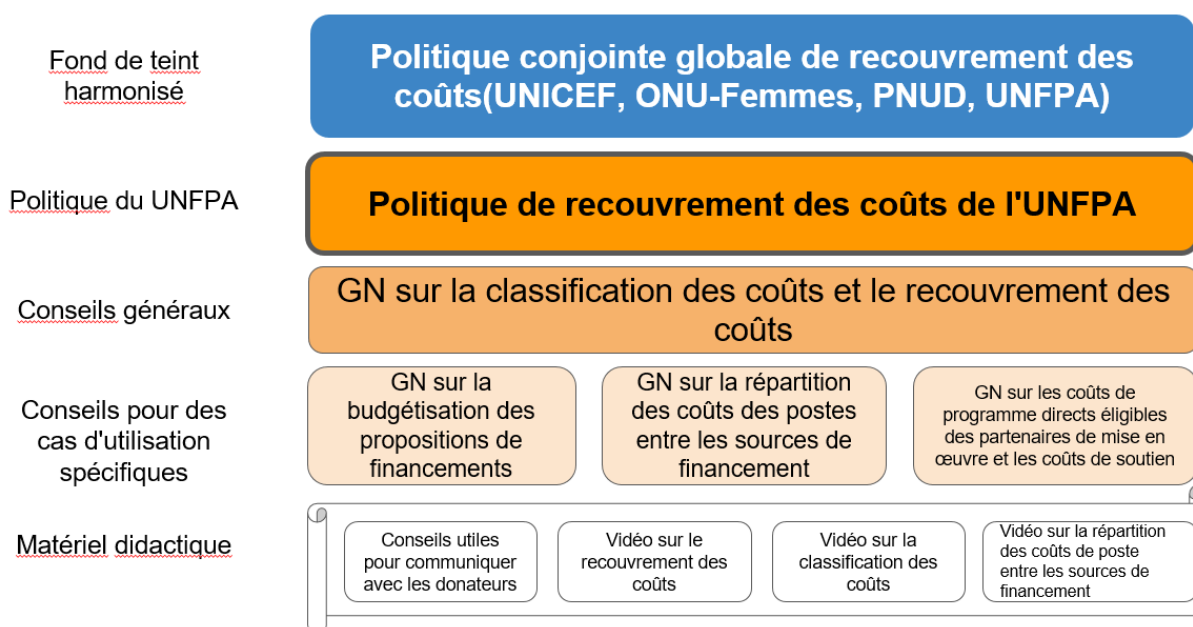 Fond de teint
harmonisé
Politique conjointe globale de recouvrement des
coûts(UNICEF, ONU-Femmes, PNUD, UNFPA)
Politique du UNFPA
Politique de recouvrement des coûts de l'UNFPA
Conseils généraux
GN sur la classification des coûts et le recouvrement des
coûts
Conseils pour des
cas d'utilisation
spécifiques
GN sur la
budgétisation des
propositions de
financements
GN sur la répartition
des coûts des postes
entre les sources de
financement
GN sur les coûts de
programme directs éligibles
des partenaires de mise en
œuvre et les coûts de soutien
Matériel didactique
Conseils utiles
pour communiquer
avec les donateurs
Vidéo sur le
recouvrement des
coûts
Vidéo sur la
classification des
coûts
Vidéo sur la répartition
des coûts de poste
entre les sources de
financement